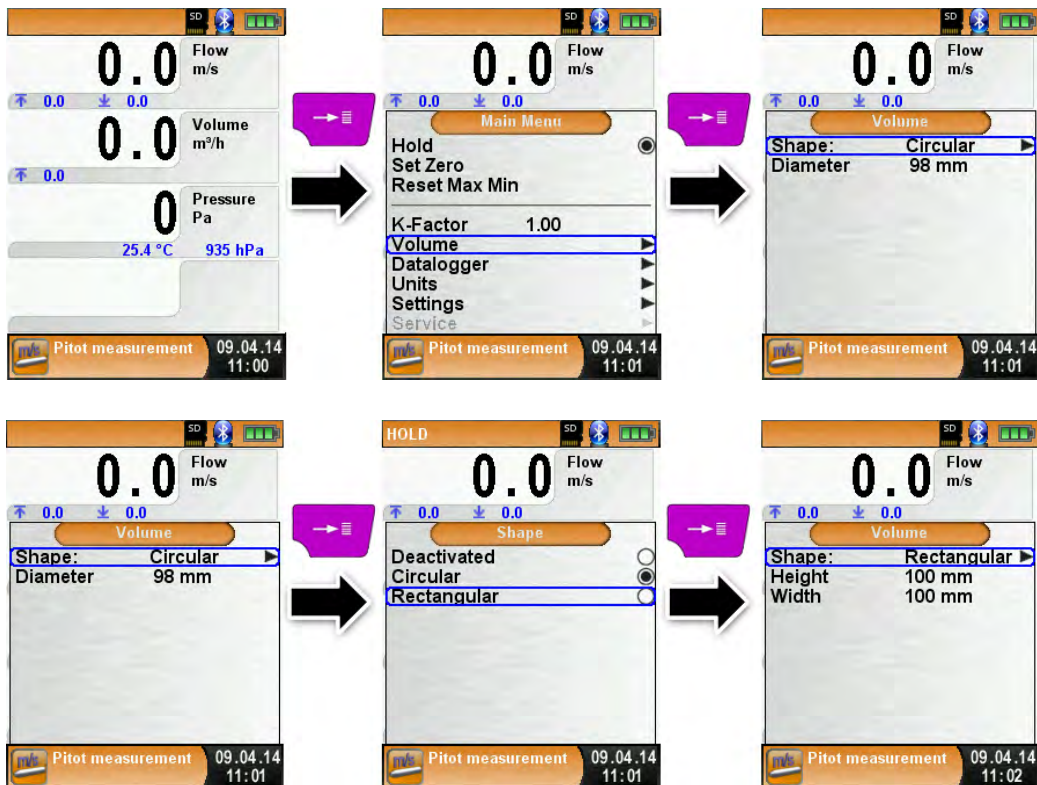 SD
0.0 Flow
m/s
0.0 0.0
0.0 Volume
m³/h
0.0
0 Pressure
Pa
25.4 °C 935 hPa
m/s Pitot measurement 09.04.14
11:00
SD
0.0 Flow
m/s
0.0 0.0
Main Menu
Hold
Set Zero
Reset Max Min
K-Factor 1.00
Volume
Datalogger
Units
Settings
Service
m/s Pitot measurement 09.04.14
11:01
SD
0.0 Flow
m/s
0.0 0.0
Volume
Shape: Circular
Diameter 98 mm
m/s Pitot measurement 09.04.14
11:01
SD
0.0 Flow
m/s
0.0 0.0
Volume
Shape: Circular
Diameter 98 mm
m/s Pitot measurement 09.04.14
11:01
HOLD SD
0.0 Flow
m/s
0.0 0.0
Shape
Deactivated
Circular
Rectangular
m/s Pitot measurement 09.04.14
11:01
SD
0.0 Flow
m/s
0.0 0.0
Volume
Shape: Rectangular
Height 100 mm
Width 100 mm
m/s Pitot measurement 09.04.14
11:02